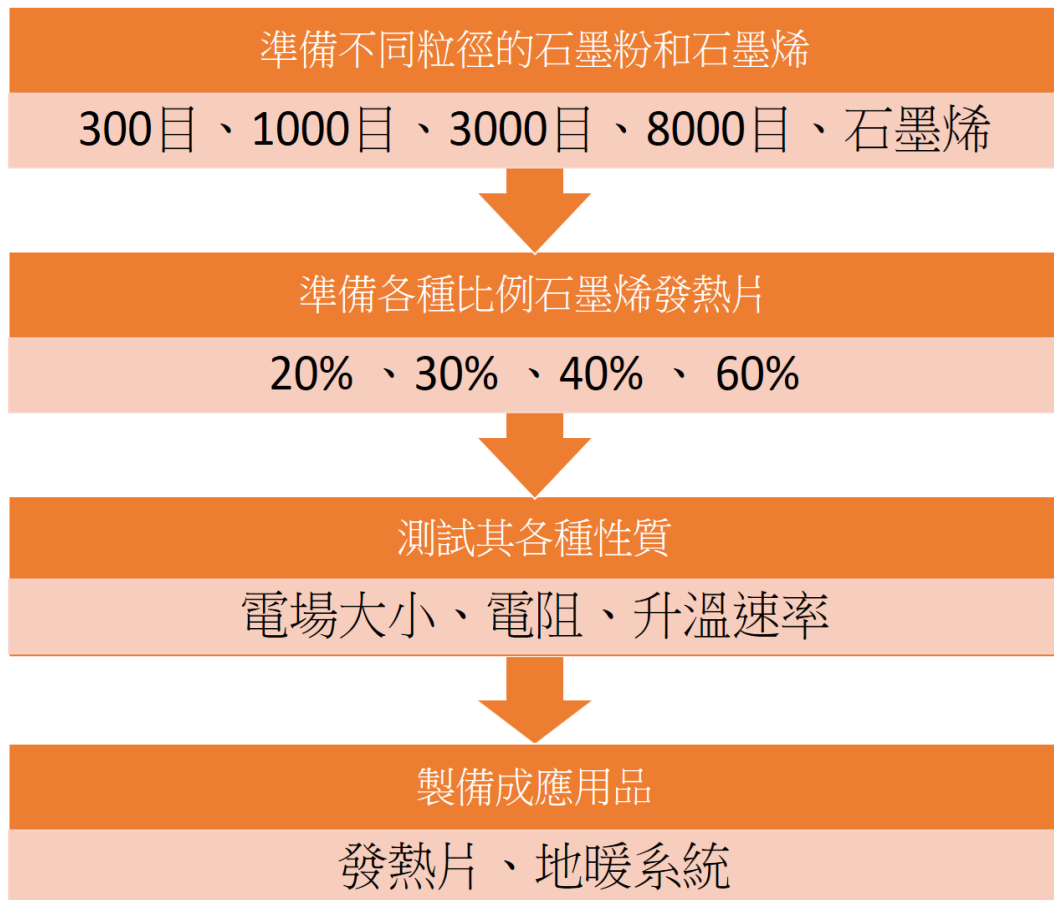 準備不同粒徑的石墨粉和石墨烯
300目、1000目、3000目、8000目、石墨烯
準備各種比例石墨烯發熱片
20% 、30% 、40% 、 60%
測試其各種性質
電場大小、電阻、升溫速率
製備成應用品
發熱片、地暖系統